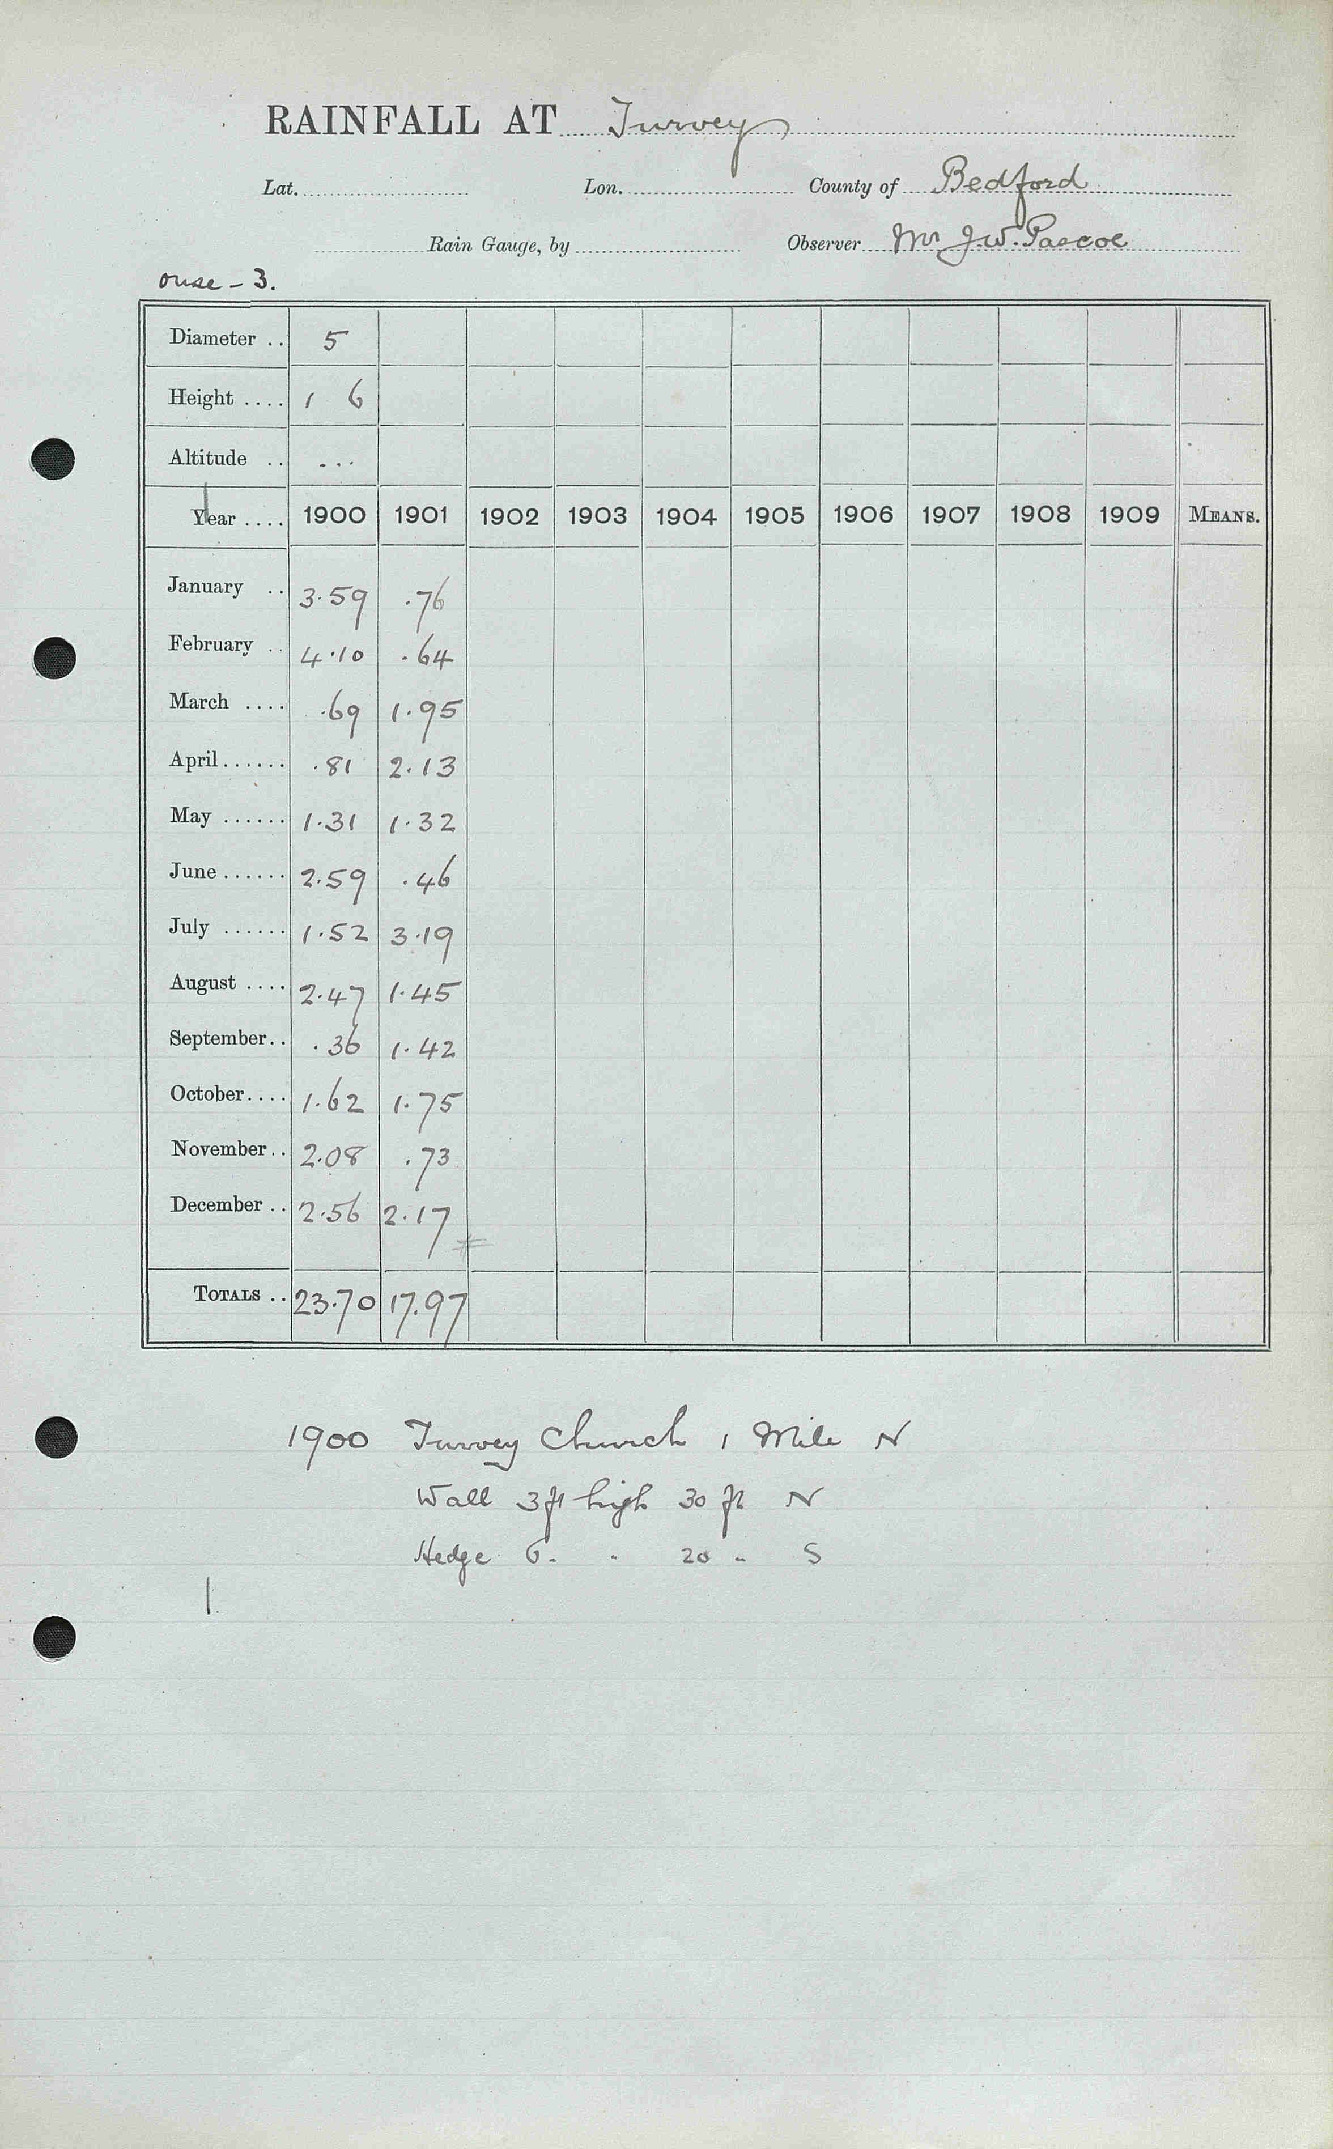 RAINFALL AT Turvey
Lat. Lon. County of Bedford
Rain Gauge, by Observer Mr J.W. Pascoe
Ouse - 3.
Diameter .. 5
Height .... 1 6
Altitude .. ...
Year .... 1900 1901 1902 1903 1904 1905 1906 1907 1908 1909 MEANS.
January .. 3.59 .76
February .. 4.10 .64
March .... .69 1.95
April...... .81 2.13
May ...... 1.31 1.32
June...... 2.59 .46
July ...... 1.52 3.19
August .... 2.47 1.45
September.. .36 1.42
October.... 1.62 1.75
November.. 2.08 .73
December .. 2.56 2.17
TOTALS .. 23.70 17.97
1900 Turvey Church 1 Mile N
Wall 3 ft high 30 ft N
Hedge 6 " " 20 " S